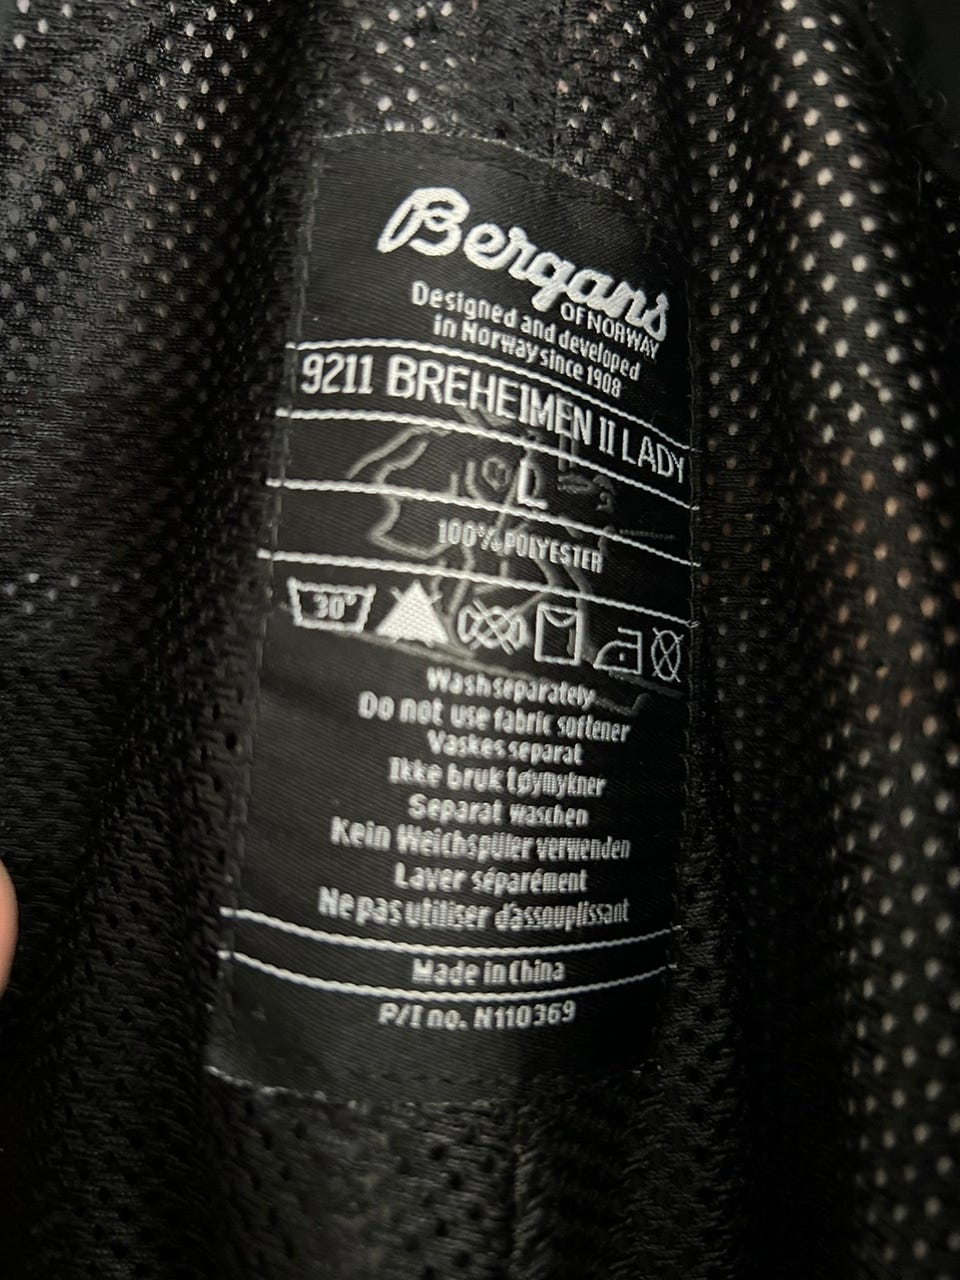 Bergans
OF NORWAY
Designed and developed
in Norway since 1908
9211 BREHEIMEN II LADY
L
100% POLYESTER
30°
Wash separately
Do not use fabric softener
Vaskes separat
Ikke bruk tøymykner
Separat waschen
Kein Weichspüler verwenden
Laver séparément
Ne pas utiliser d'assouplissant
Made in China
P/I no. N110369